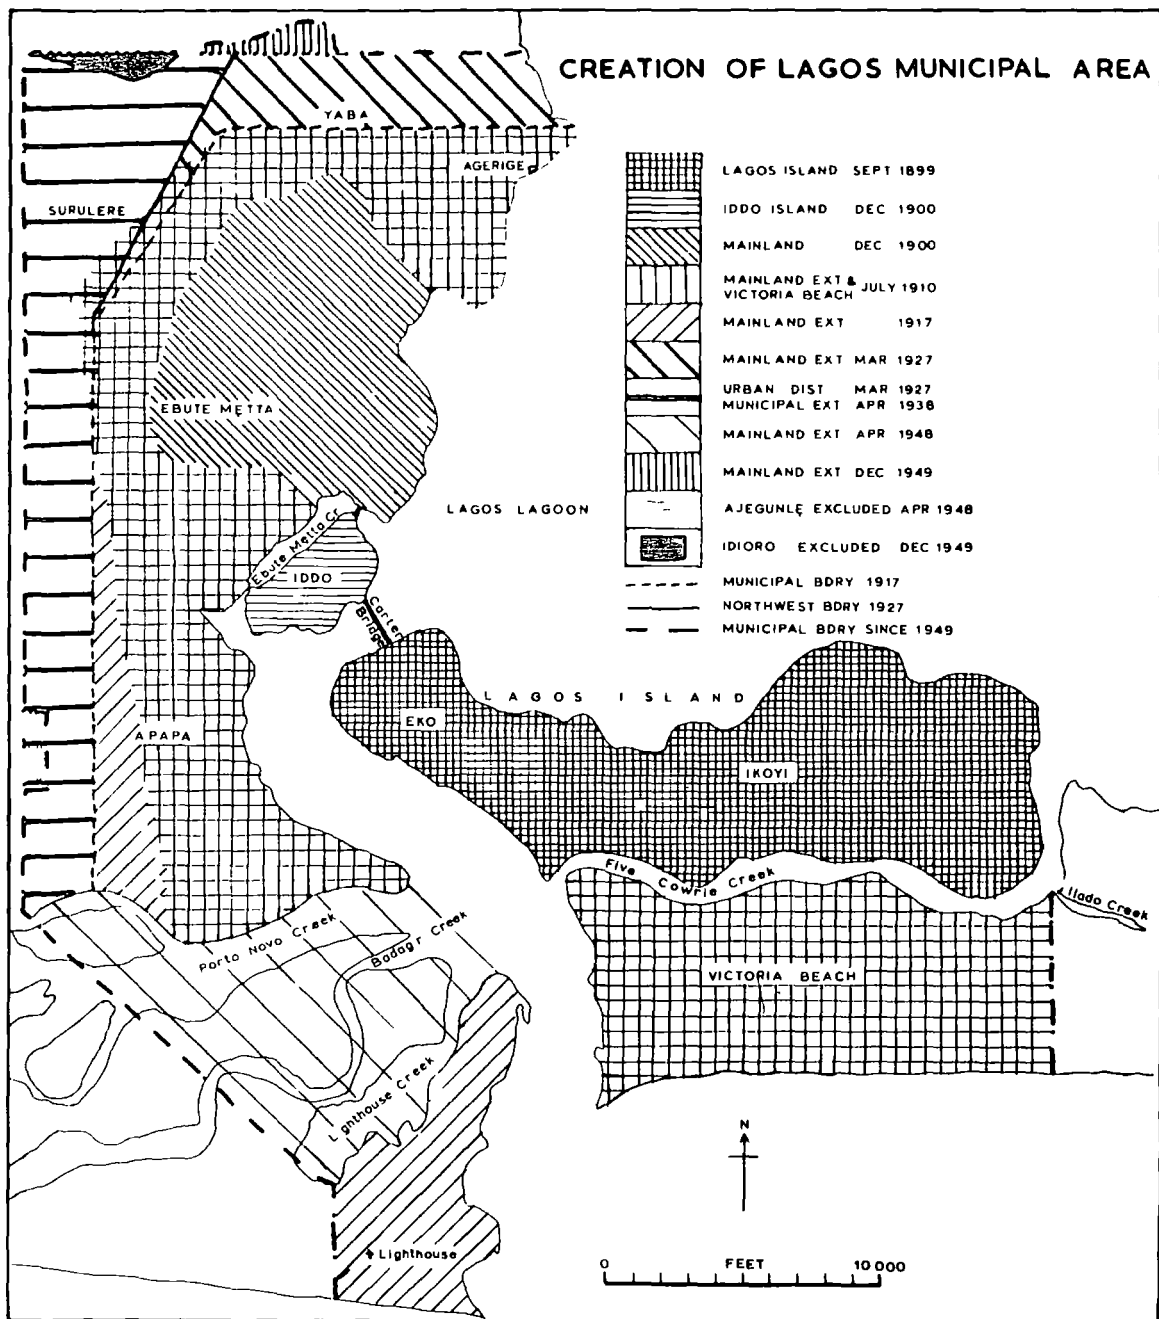 CREATION OF LAGOS MUNICIPAL AREA
YABA
AGERIGE
SURULERE
LAGOS ISLAND SEPT 1899
IDDO ISLAND DEC 1900
MAINLAND DEC 1900
MAINLAND EXT &
VICTORIA BEACH JULY 1910
MAINLAND EXT 1917
MAINLAND EXT MAR 1927
URBAN DIST MAR 1927
MUNICIPAL EXT APR 1938
MAINLAND EXT APR 1948
MAINLAND EXT DEC 1949
AJEGUNLẸ EXCLUDED APR 1948
IDIORO EXCLUDED DEC 1949
MUNICIPAL BDRY 1917
NORTHWEST BDRY 1927
MUNICIPAL BDRY SINCE 1949
EBUTE MẸTTA
LAGOS LAGOON
Ebute Metta Cr
IDDO
Carter
Bridge
LAGOS ISLAND
EKO
APAPA
IKOYI
Five Cowrie Creek
Ilado Creek
Porto Novo Creek
Badagr Creek
VICTORIA BEACH
Lighthouse Creek
N
Lighthouse
FEET
0 10 000